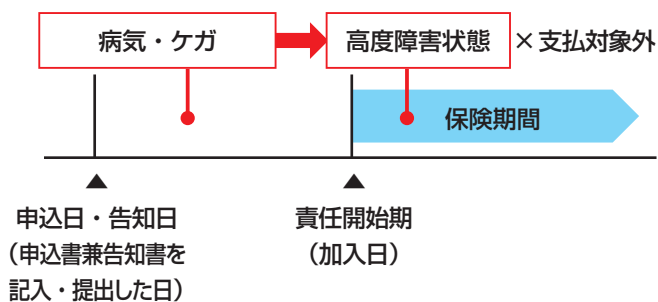 病気・ケガ
高度障害状態
×支払対象外
保険期間
申込日・告知日
(申込書兼告知書を
記入・提出した日)
責任開始期
(加入日)